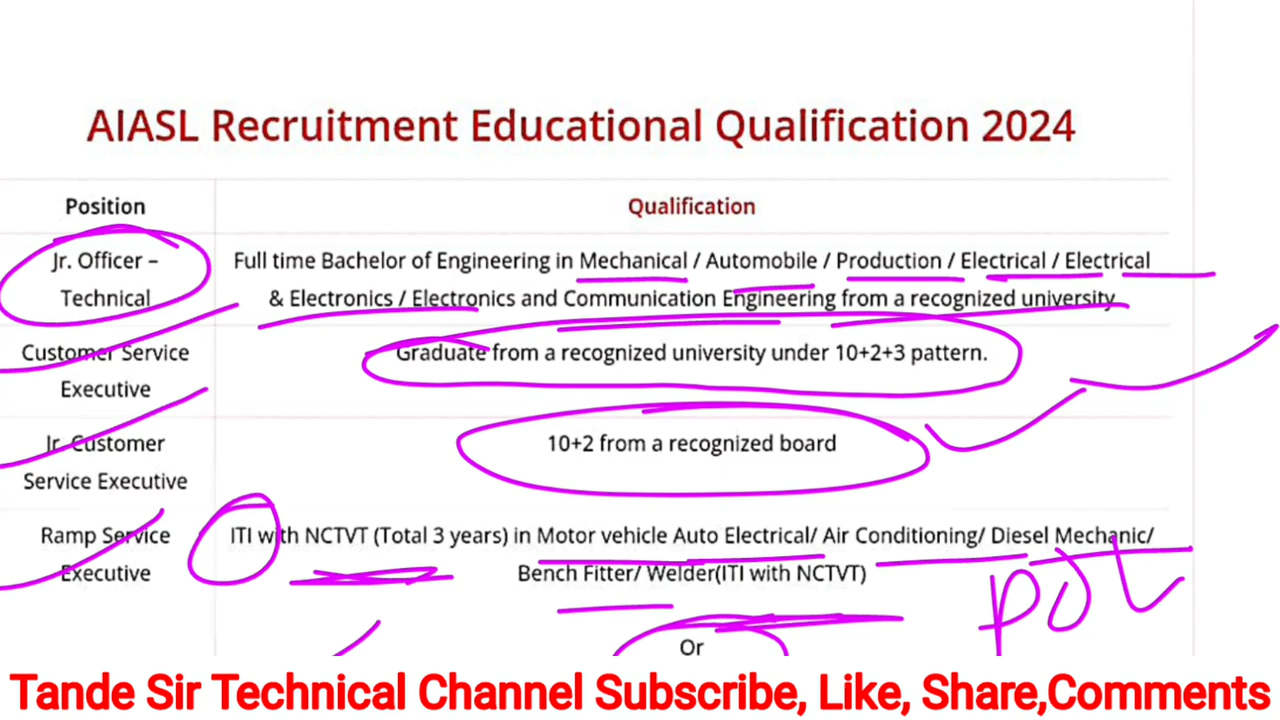 AIASL Recruitment Educational Qualification 2024
Position Qualification
Jr. Officer –
Technical
Full time Bachelor of Engineering in Mechanical / Automobile / Production / Electrical / Electrical
& Electronics / Electronics and Communication Engineering from a recognized university
Customer Service
Executive
Graduate from a recognized university under 10+2+3 pattern.
Jr. Customer
Service Executive
10+2 from a recognized board
Ramp Service
Executive
ITI with NCTVT (Total 3 years) in Motor vehicle Auto Electrical/ Air Conditioning/ Diesel Mechanic/
Bench Fitter/ Welder(ITI with NCTVT)
Or
Tande Sir Technical Channel Subscribe, Like, Share,Comments